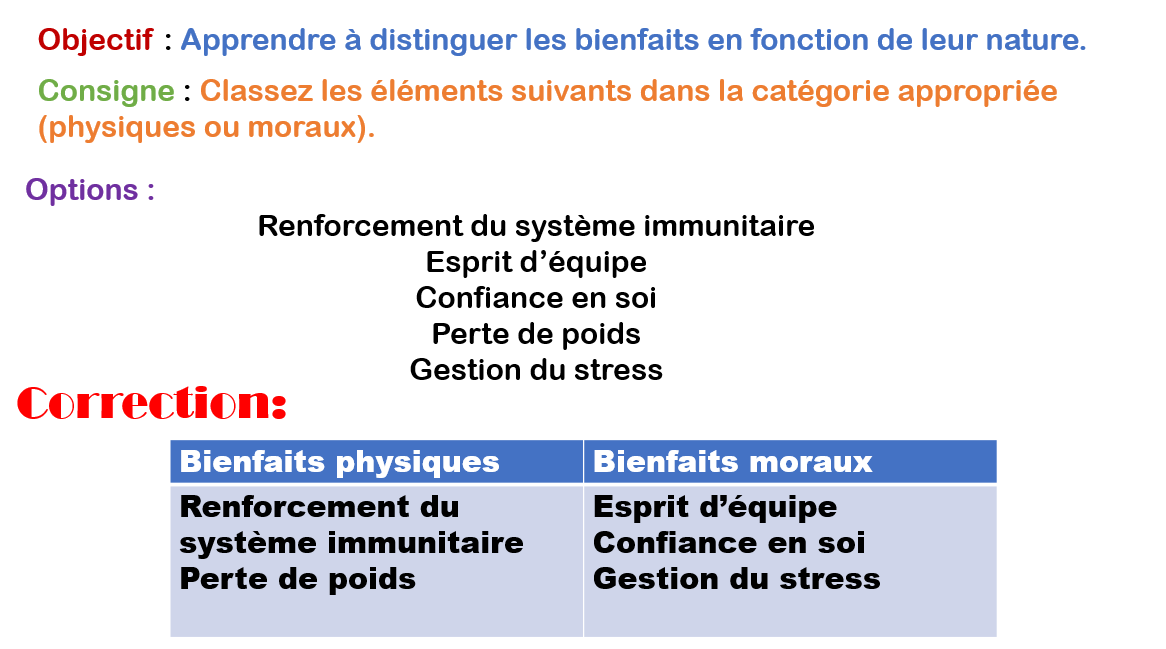 Objectif : Apprendre à distinguer les bienfaits en fonction de leur nature.
Consigne : Classez les éléments suivants dans la catégorie appropriée
(physiques ou moraux).
Options :
Renforcement du système immunitaire
Esprit d’équipe
Confiance en soi
Perte de poids
Gestion du stress
Correction:
Bienfaits physiques
Bienfaits moraux
Renforcement du
système immunitaire
Perte de poids
Esprit d’équipe
Confiance en soi
Gestion du stress